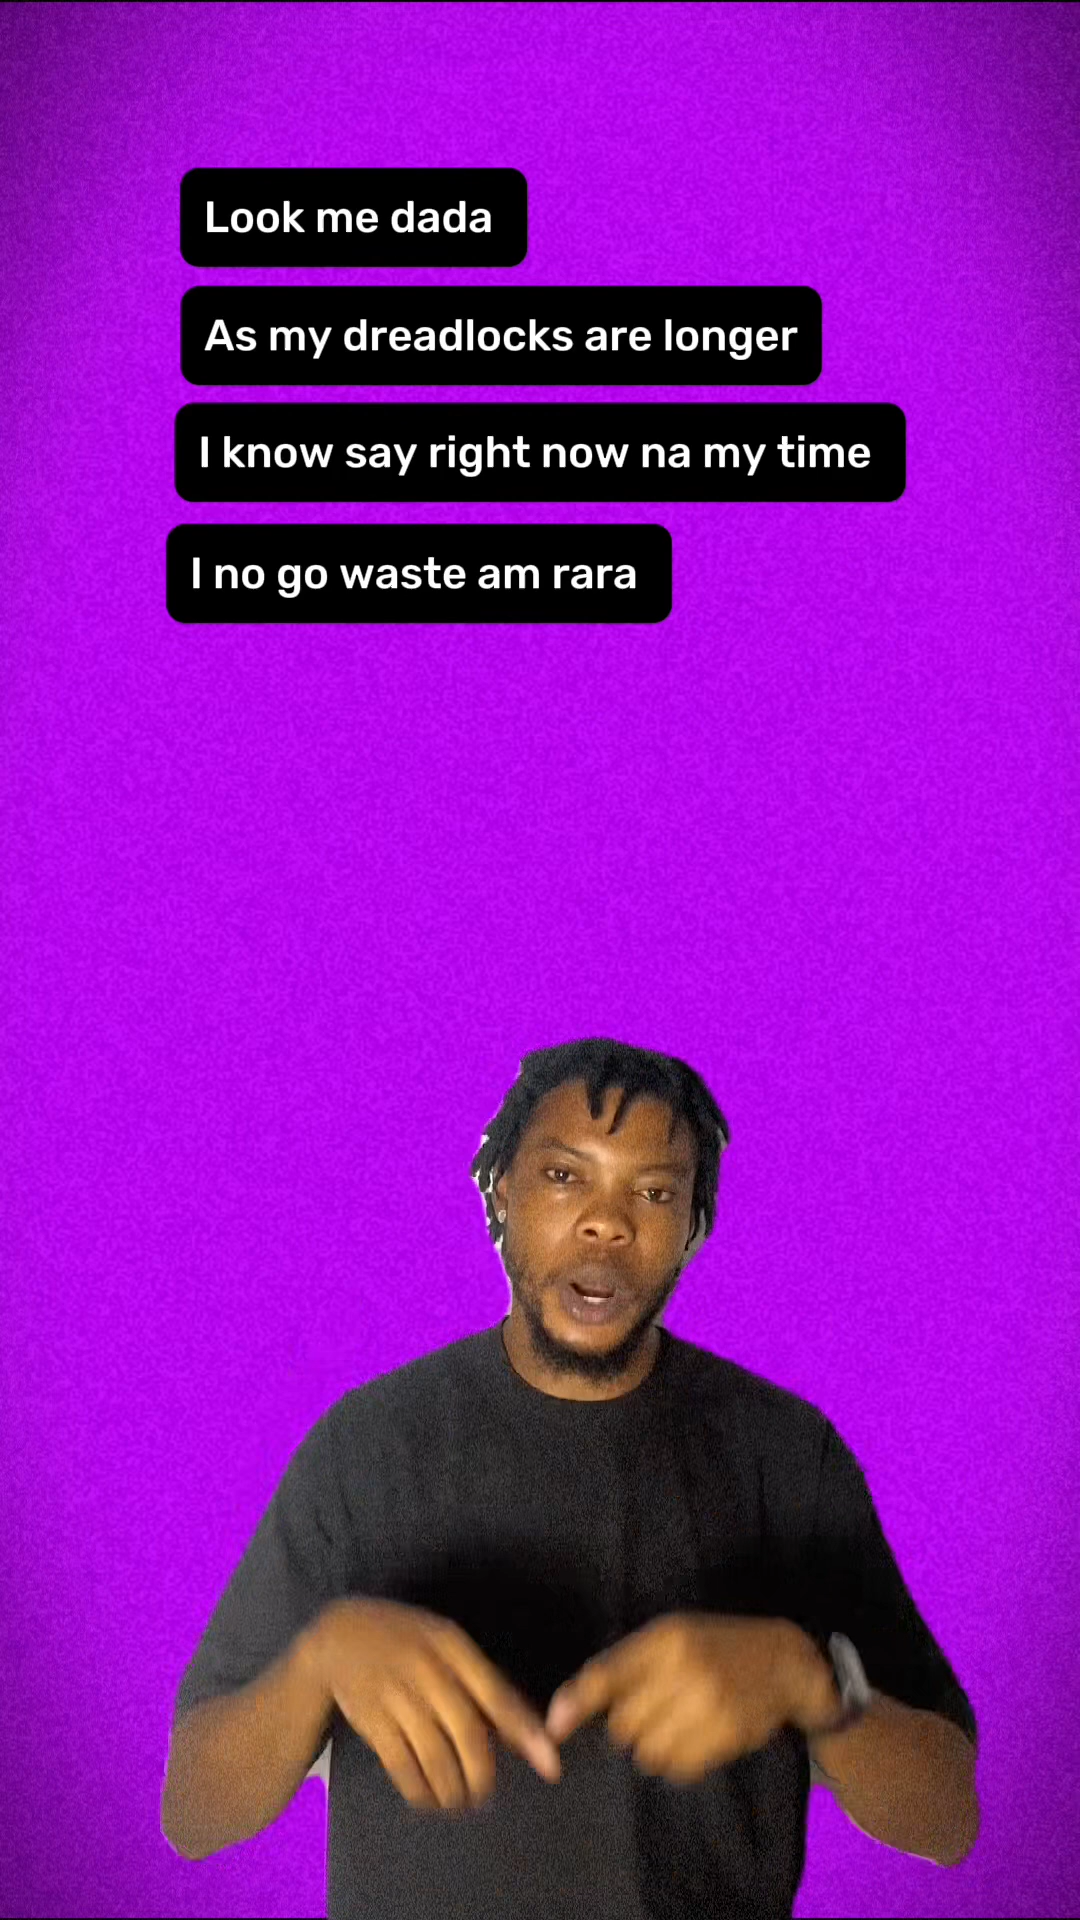 Look me dada
As my dreadlocks are longer
I know say right now na my time
I no go waste am rara